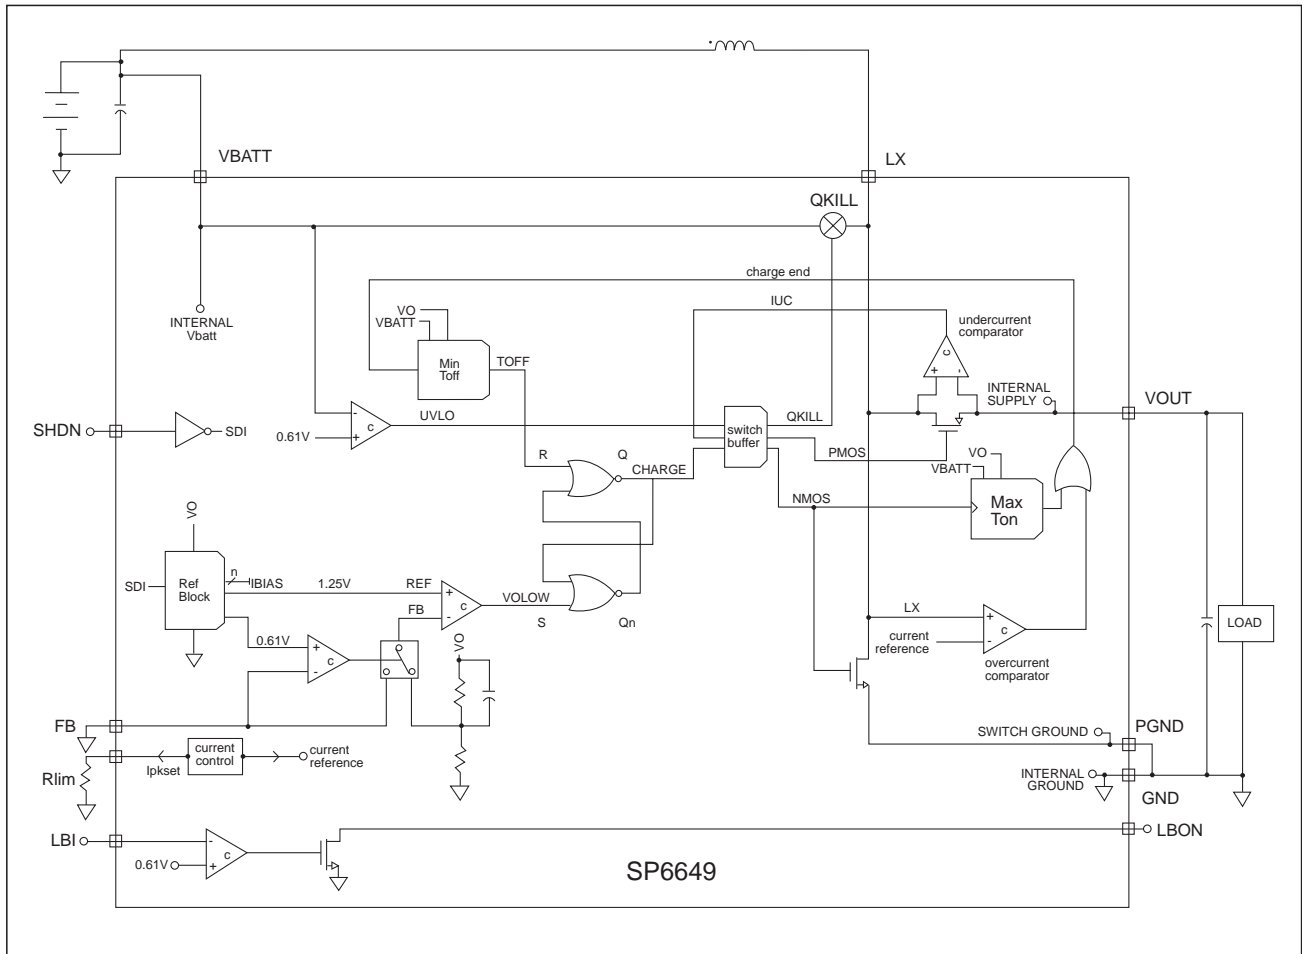 VBATT
LX
QKILL
charge end
IUC
INTERNAL
Vbatt
VO
VBATT
Min
Toff
TOFF
undercurrent
comparator
c
+ -
INTERNAL
SUPPLY
VOUT
SHDN
SDI
0.61V
-
+
c
UVLO
switch
buffer
QKILL
PMOS
R
Q
CHARGE
NMOS
VO
VBATT
Max
Ton
VO
SDI
Ref
Block
n
IBIAS
1.25V
REF
FB
+
-
c
VOLOW
S
Qn
0.61V
+
-
c
VO
LX
current
reference
+
-
c
overcurrent
comparator
LOAD
FB
Rlim
Ipkset
current
control
current
reference
SWITCH GROUND
PGND
INTERNAL
GROUND
GND
LBI
0.61V
-
+
c
LBON
SP6649